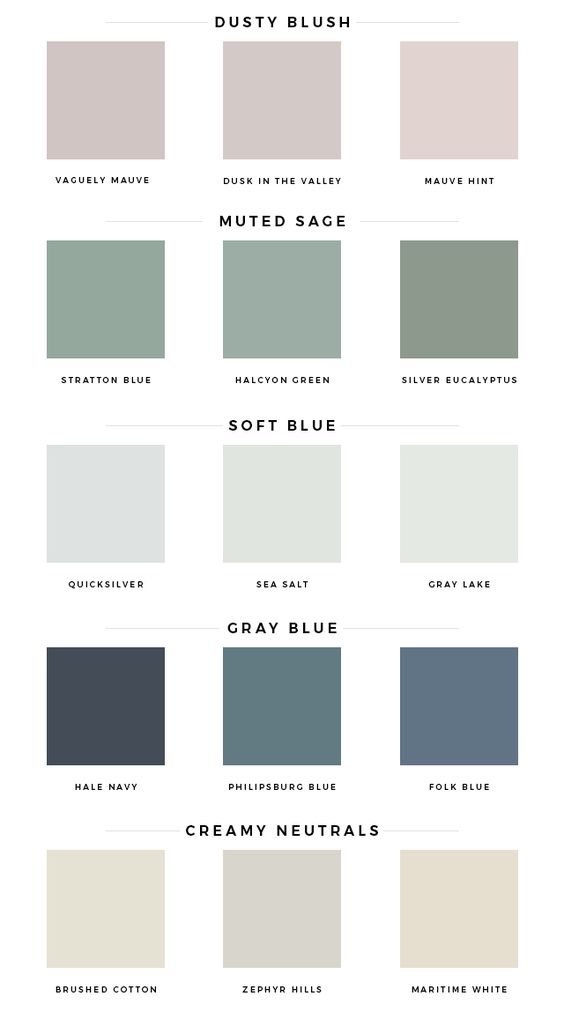 DUSTY BLUSH
VAGUELY MAUVE
DUSK IN THE VALLEY
MAUVE HINT
MUTED SAGE
STRATTON BLUE
HALCYON GREEN
SILVER EUCALYPTUS
SOFT BLUE
QUICKSILVER
SEA SALT
GRAY LAKE
GRAY BLUE
HALE NAVY
PHILIPSBURG BLUE
FOLK BLUE
CREAMY NEUTRALS
BRUSHED COTTON
ZEPHYR HILLS
MARITIME WHITE